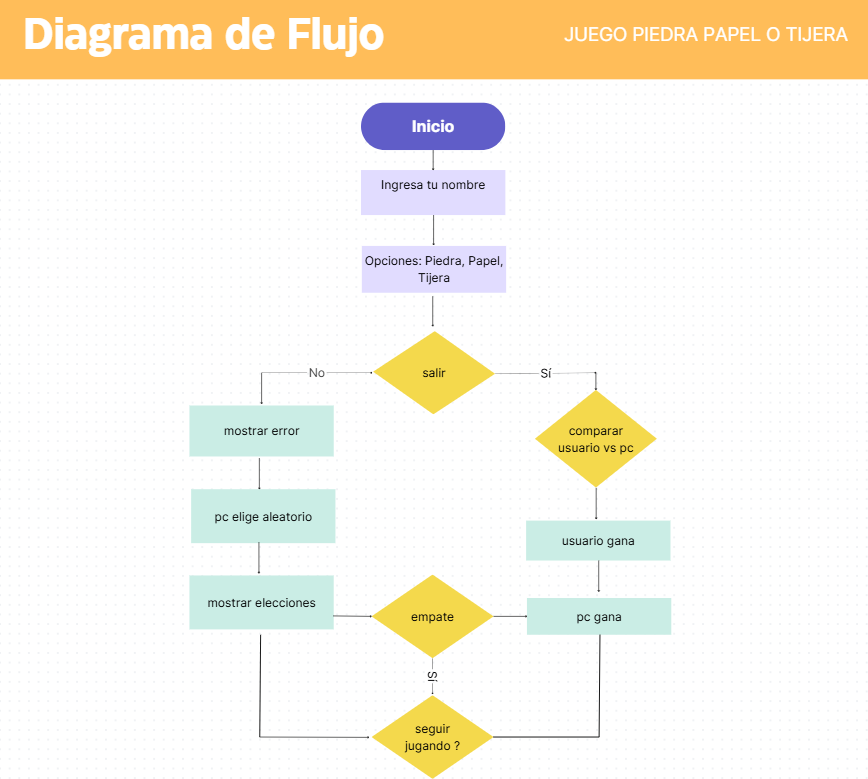 Diagrama de Flujo
JUEGO PIEDRA PAPEL O TIJERA
Inicio
Ingresa tu nombre
Opciones: Piedra, Papel,
Tijera
salir
No
Sí
mostrar error
comparar
usuario vs pc
pc elige aleatorio
usuario gana
mostrar elecciones
empate
pc gana
Sí
seguir
jugando ?